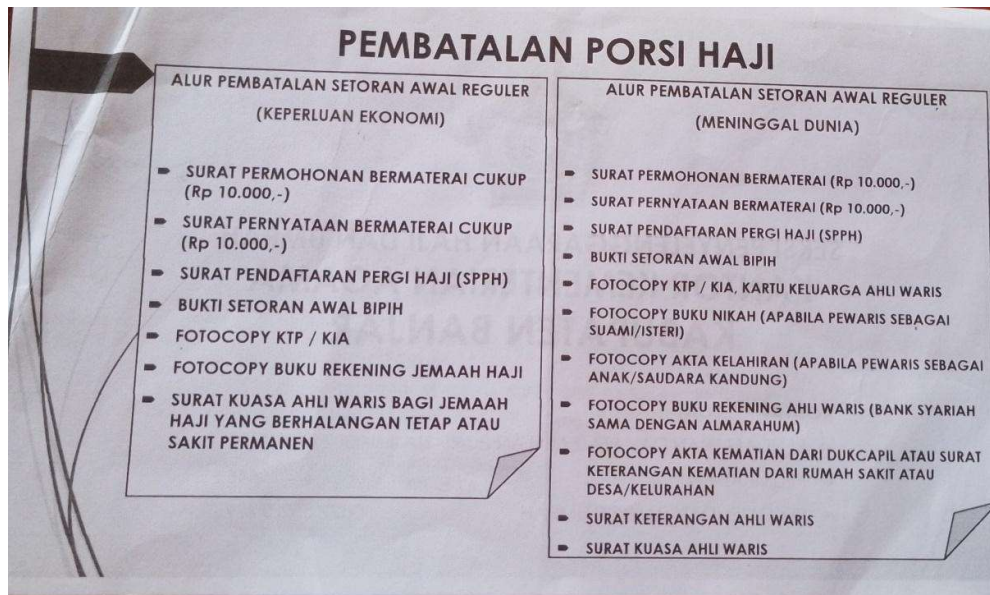 PEMBATALAN PORSI HAJI
ALUR PEMBATALAN SETORAN AWAL REGULER
(KEPERLUAN EKONOMI)
SURAT PERMOHONAN BERMATERAI CUKUP
(Rp 10.000,-)
SURAT PERNYATAAN BERMATERAI CUKUP
(Rp 10.000,-)
SURAT PENDAFTARAN PERGI HAJI (SPPH)
BUKTI SETORAN AWAL BIPIH
FOTOCOPY KTP / KIA
FOTOCOPY BUKU REKENING JEMAAH HAJI
SURAT KUASA AHLI WARIS BAGI JEMAAH
HAJI YANG BERHALANGAN TETAP ATAU
SAKIT PERMANEN
ALUR PEMBATALAN SETORAN AWAL REGULER
(MENINGGAL DUNIA)
SURAT PERMOHONAN BERMATERAI (Rp 10.000,-)
SURAT PERNYATAAN BERMATERAI (Rp 10.000,-)
SURAT PENDAFTARAN PERGI HAJI (SPPH)
BUKTI SETORAN AWAL BIPIH
FOTOCOPY KTP / KIA, KARTU KELUARGA AHLI WARIS
FOTOCOPY BUKU NIKAH (APABILA PEWARIS SEBAGAI
SUAMI/ISTERI)
FOTOCOPY AKTA KELAHIRAN (APABILA PEWARIS SEBAGAI
ANAK/SAUDARA KANDUNG)
FOTOCOPY BUKU REKENING AHLI WARIS (BANK SYARIAH
SAMA DENGAN ALMARAHUM)
FOTOCOPY AKTA KEMATIAN DARI DUKCAPIL ATAU SURAT
KETERANGAN KEMATIAN DARI RUMAH SAKIT ATAU
DESA/KELURAHAN
SURAT KETERANGAN AHLI WARIS
SURAT KUASA AHLI WARIS